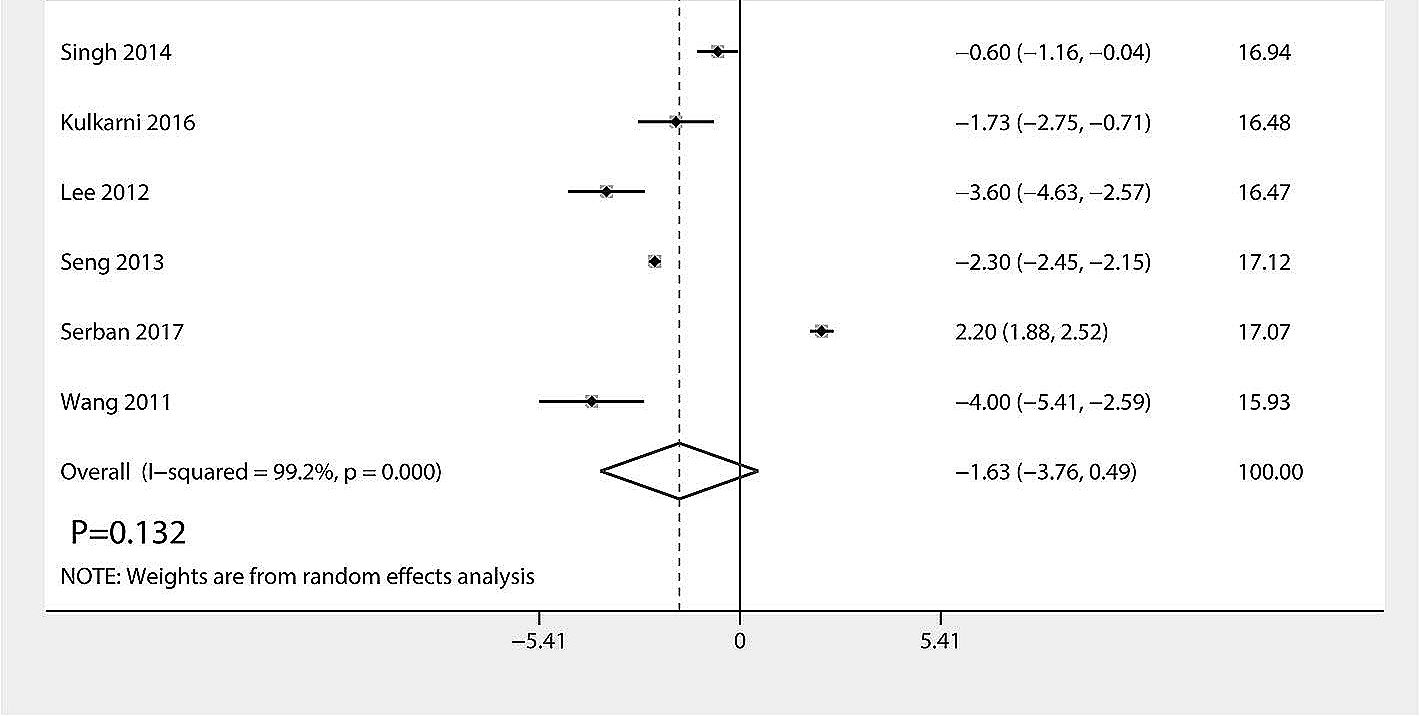 Singh 2014 −0.60 (−1.16, −0.04) 16.94
Kulkarni 2016 −1.73 (−2.75, −0.71) 16.48
Lee 2012 −3.60 (−4.63, −2.57) 16.47
Seng 2013 −2.30 (−2.45, −2.15) 17.12
Serban 2017 2.20 (1.88, 2.52) 17.07
Wang 2011 −4.00 (−5.41, −2.59) 15.93
Overall (I−squared = 99.2%, p = 0.000) −1.63 (−3.76, 0.49) 100.00
P=0.132
NOTE: Weights are from random effects analysis
−5.41 0 5.41